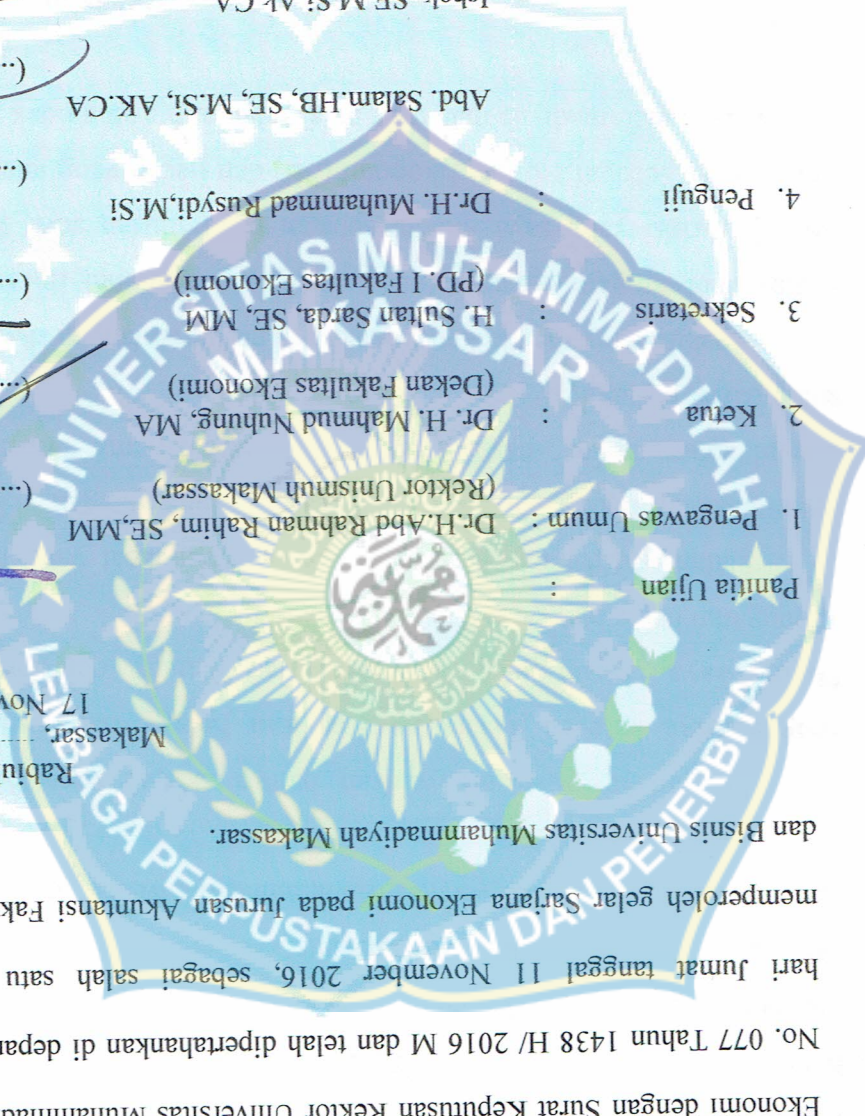 Ekonomi dengan Surat Keputusan Rektor Universitas Muhammad
No. 077 Tahun 1438 H/ 2016 M dan telah dipertahankan di depan
hari Jumat tanggal 11 November 2016, sebagai salah satu
memperoleh gelar Sarjana Ekonomi pada Jurusan Akuntansi Fak
dan Bisnis Universitas Muhammadiyah Makassar.
Rabiu
Makassar, ......
17 Nov
Panitia Ujian :
1. Pengawas Umum : Dr.H.Abd Rahman Rahim, SE,MM (...
(Rektor Unismuh Makassar)
2. Ketua : Dr. H. Mahmud Nuhung, MA (...
(Dekan Fakultas Ekonomi)
3. Sekretaris : H. Sultan Sarda, SE, MM (...
(PD. I Fakultas Ekonomi)
4. Penguji : Dr.H. Muhammad Rusydi,M.Si (...
Abd. Salam.HB, SE, M.Si, AK.CA (...
SE.M.Si.Ak.CA
UNIVERSITAS MUHAMMADIYAH
MAKASSAR
LEMBAGA PERPUSTAKAAN DAN PENERBITAN